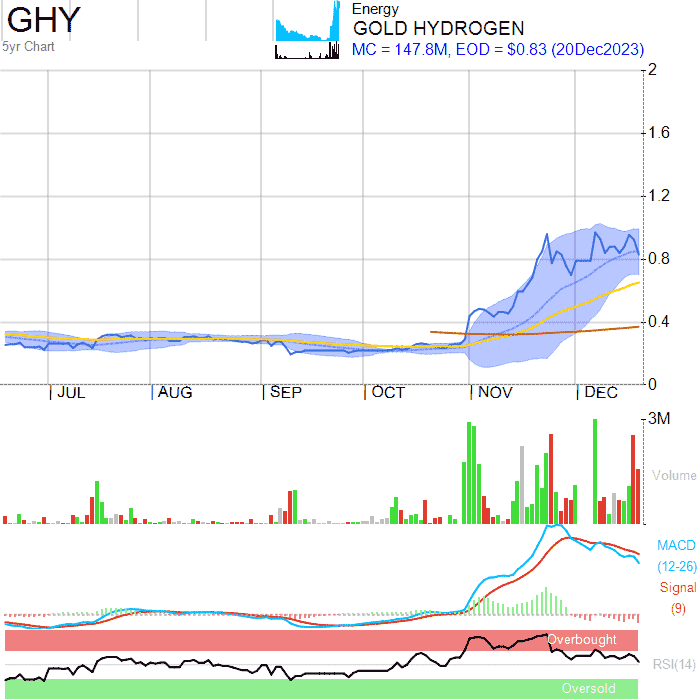 GHY
5yr Chart
Energy
GOLD HYDROGEN
MC = 147.8M, EOD = $0.83 (20Dec2023)
2
1.6
1.2
0.8
0.4
0
JUL AUG SEP OCT NOV DEC
3M
Volume
MACD
(12-26)
Signal
(9)
Overbought
RSI(14)
Oversold